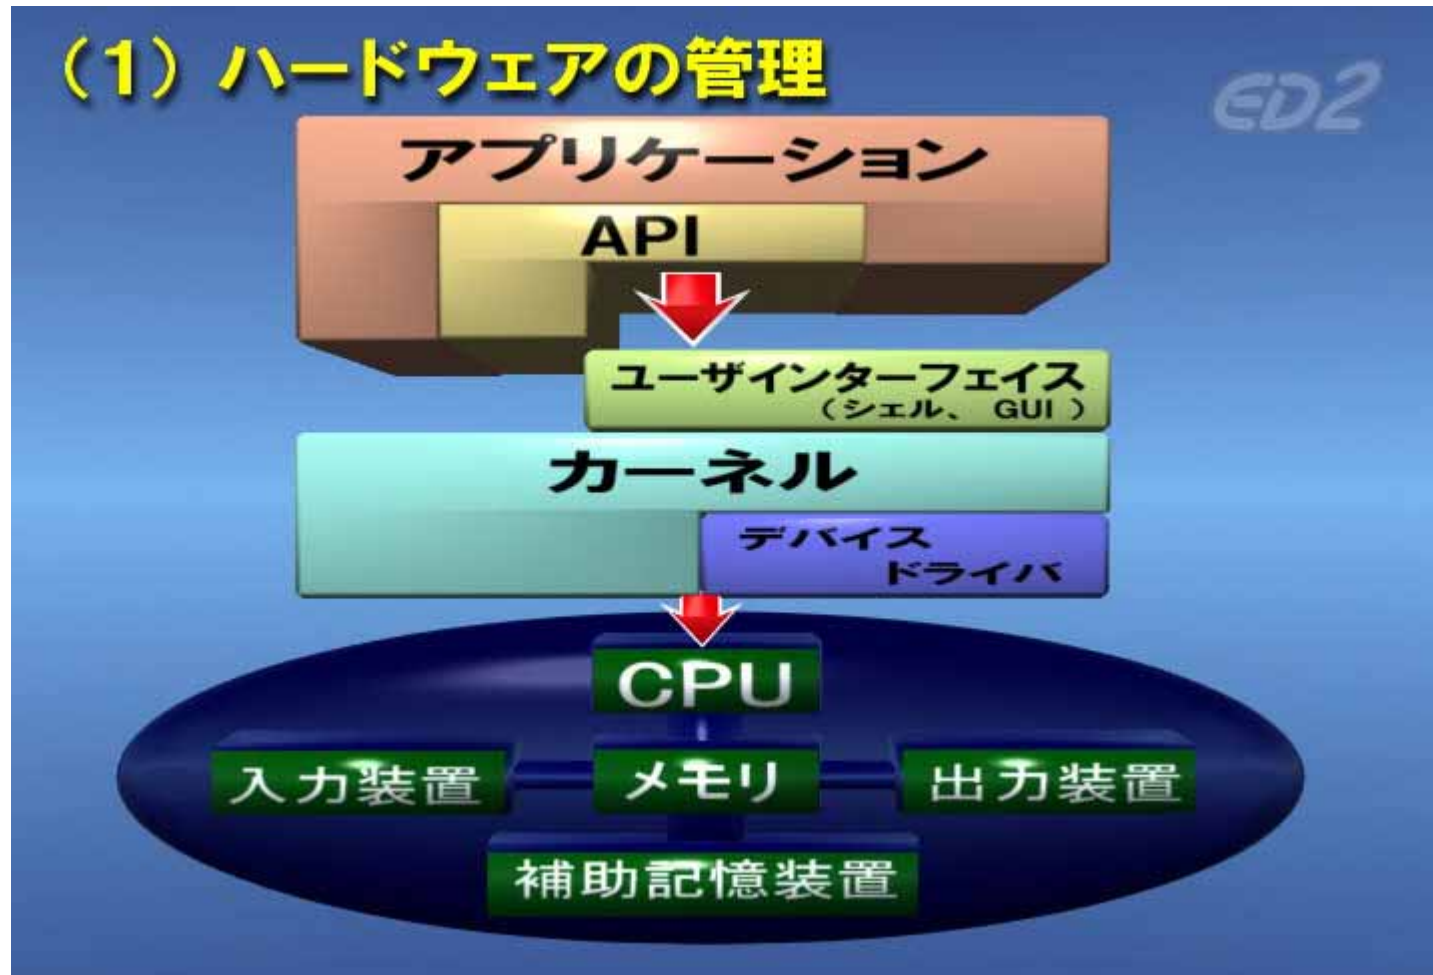 （1）ハードウェアの管理
ED2
アプリケーション
API
ユーザインターフェイス
（シェル、 GUI ）
カーネル
デバイス
ドライバ
CPU
入力装置
メモリ
出力装置
補助記憶装置